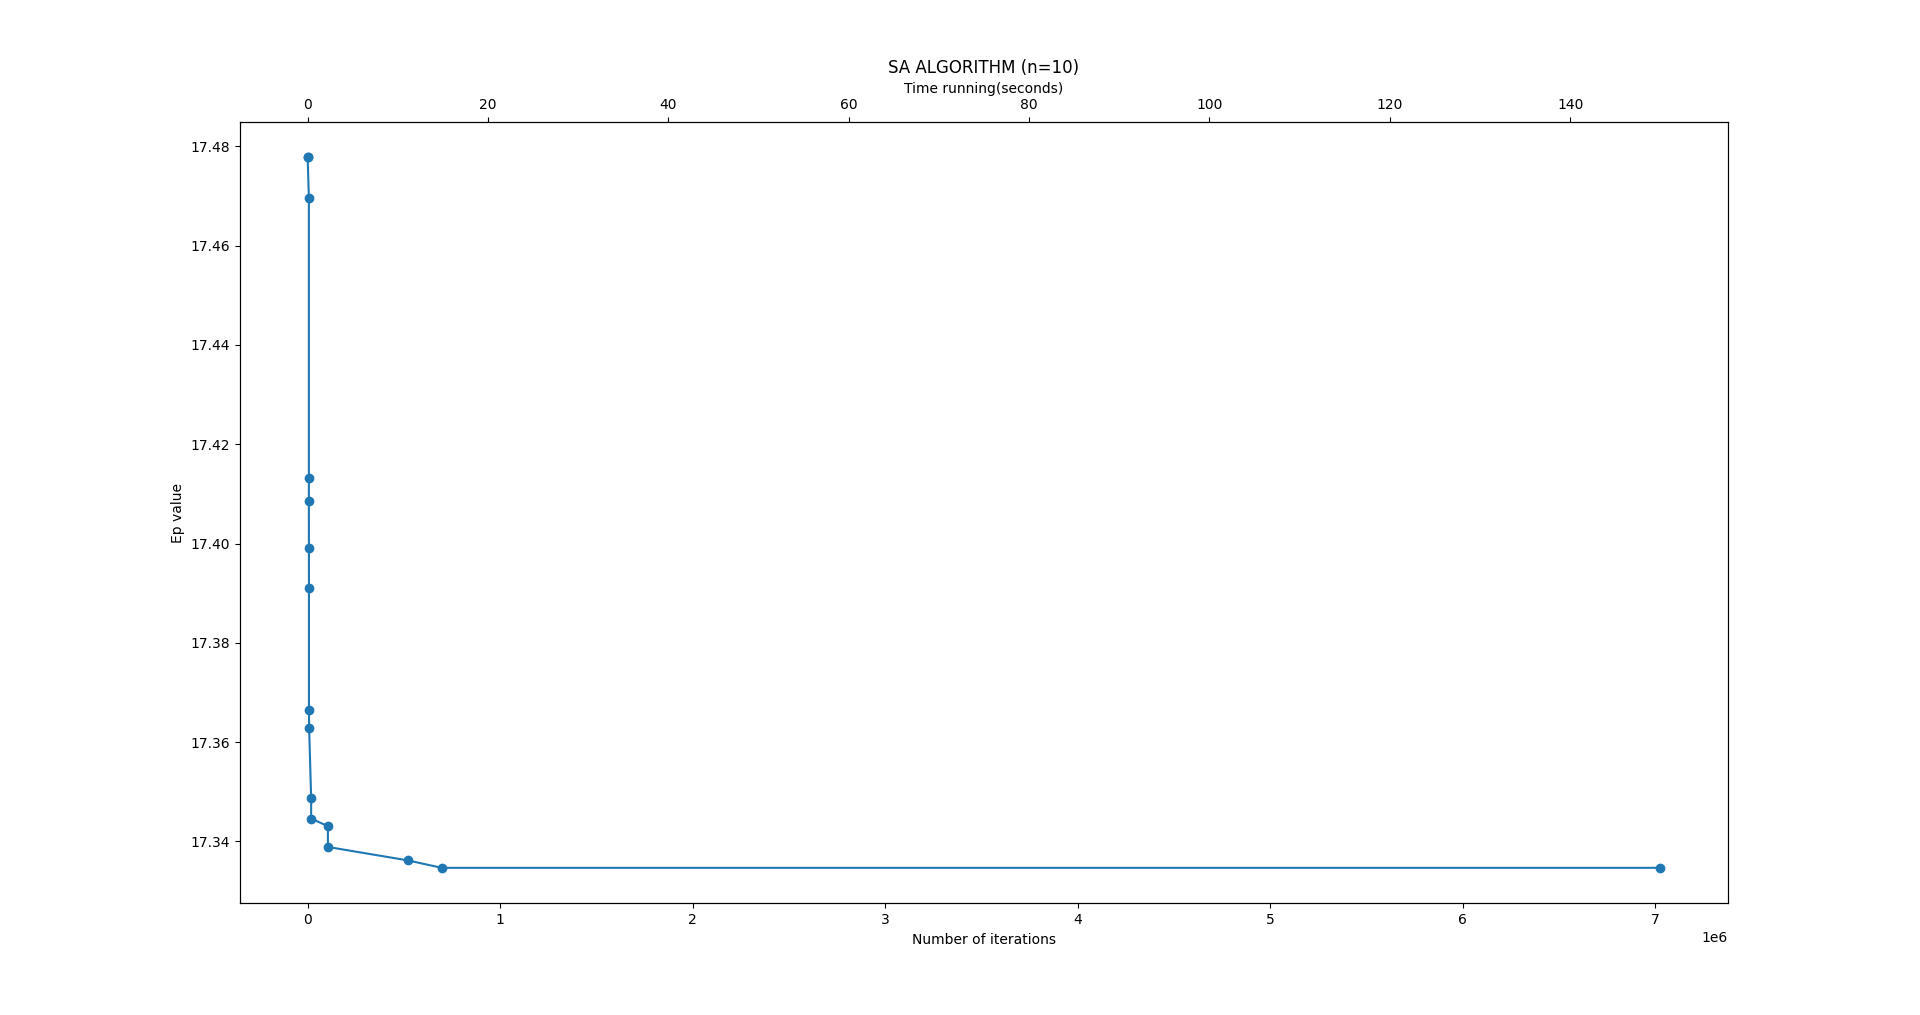 SA ALGORITHM (n=10)
Time running(seconds)
0 20 40 60 80 100 120 140
17.48
17.46
17.44
17.42
17.40
17.38
17.36
17.34
Ep value
0 1 2 3 4 5 6 7
1e6
Number of iterations